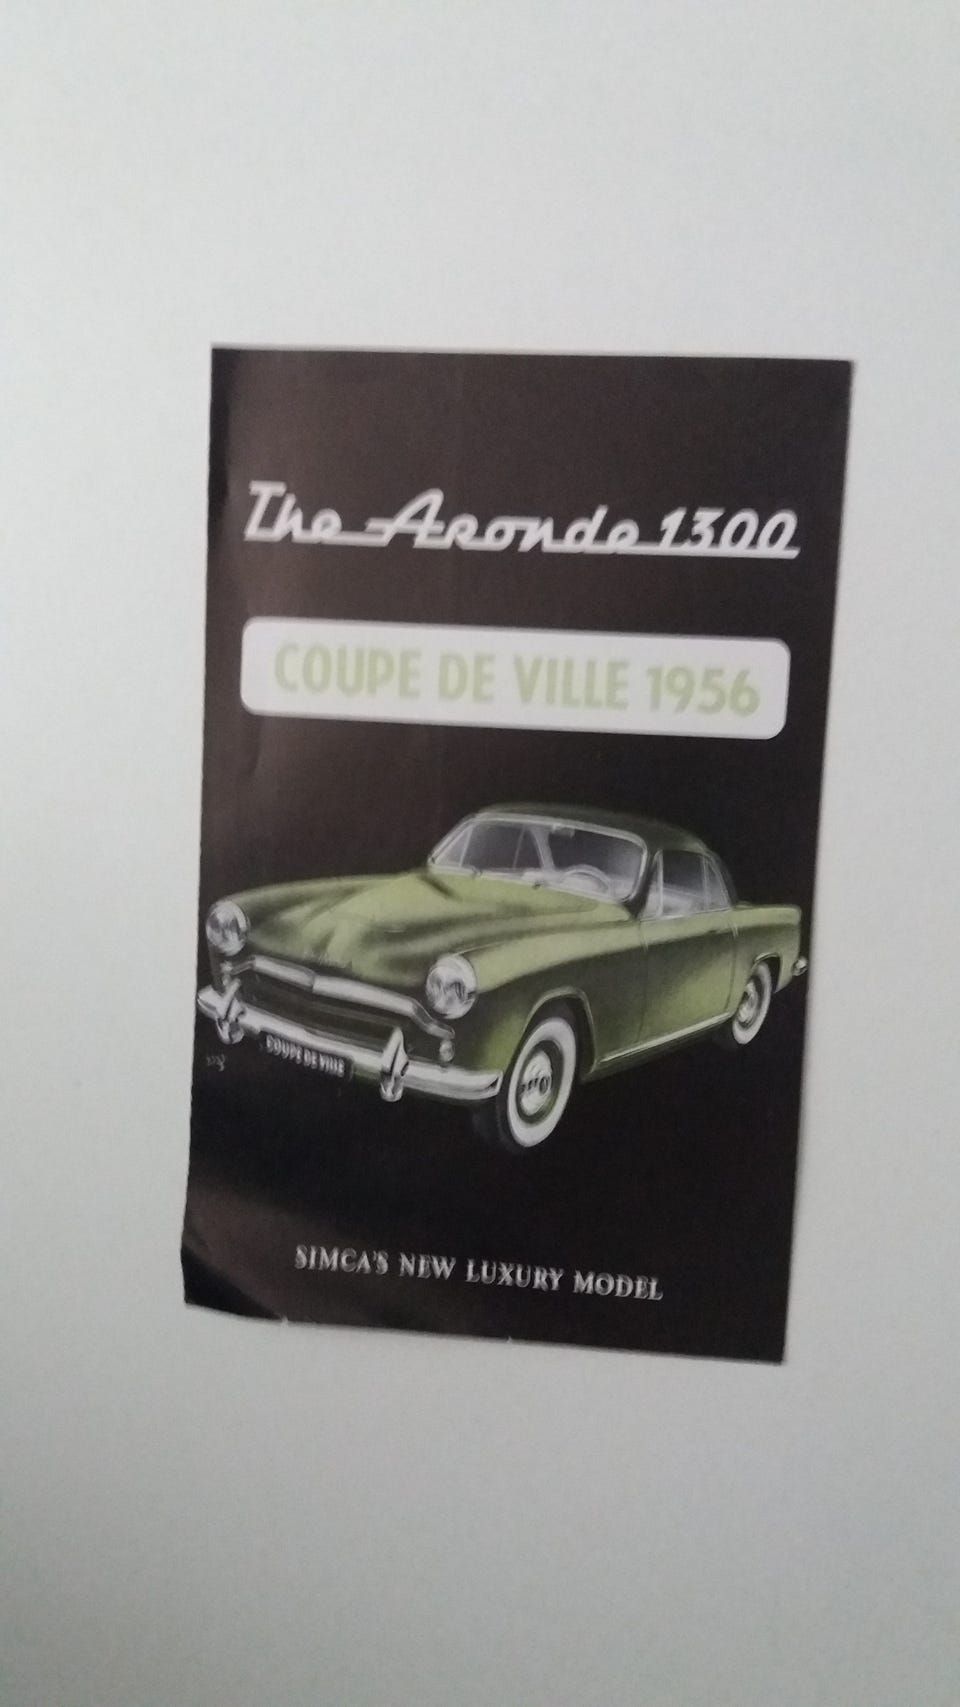 The Aronde 1300
COUPE DE VILLE 1956
COUPE DE VILLE
SIMCA'S NEW LUXURY MODEL